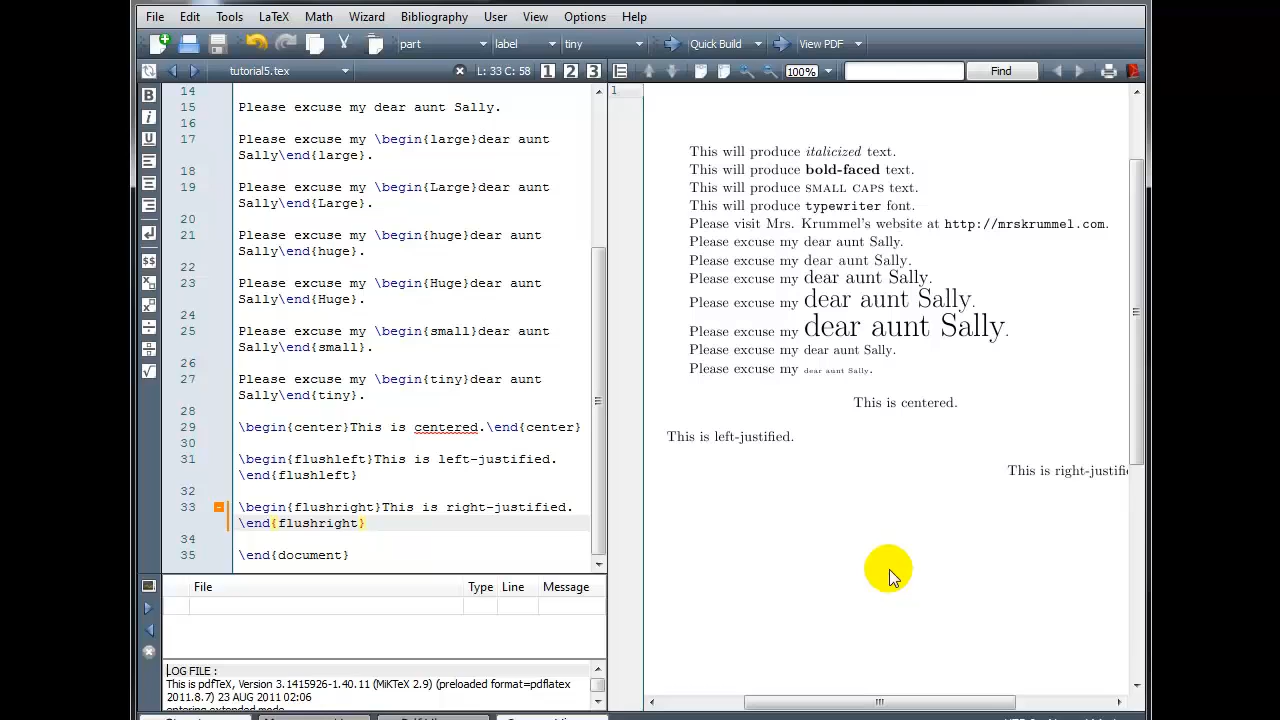 File Edit Tools LaTeX Math Wizard Bibliography User View Options Help
part label tiny Quick Build View PDF
tutorial5.tex L: 33 C: 58 1 2 3 100% Find
14
15 Please excuse my dear aunt Sally.
16
17 Please excuse my \begin{large}dear aunt
Sally\end{large}.
18
19 Please excuse my \begin{Large}dear aunt
Sally\end{Large}.
20
21 Please excuse my \begin{huge}dear aunt
Sally\end{huge}.
22
23 Please excuse my \begin{Huge}dear aunt
Sally\end{Huge}.
24
25 Please excuse my \begin{small}dear aunt
Sally\end{small}.
26
27 Please excuse my \begin{tiny}dear aunt
Sally\end{tiny}.
28
29 \begin{center}This is centered.\end{center}
30
31 \begin{flushleft}This is left-justified.
\end{flushleft}
32
33 \begin{flushright}This is right-justified.
\end{flushright}
34
35 \end{document}
1
This will produce italicized text.
This will produce bold-faced text.
This will produce SMALL CAPS text.
This will produce typewriter font.
Please visit Mrs. Krummel's website at http://mrskrummel.com.
Please excuse my dear aunt Sally.
Please excuse my dear aunt Sally.
Please excuse my dear aunt Sally.
Please excuse my dear aunt Sally.
Please excuse my dear aunt Sally.
Please excuse my dear aunt Sally.
Please excuse my dear aunt Sally.
This is centered.
This is left-justified.
This is right-justifie
File Type Line Message
LOG FILE :
This is pdfTeX, Version 3.1415926-1.40.11 (MiKTeX 2.9) (preloaded format=pdflatex
2011.8.7) 23 AUG 2011 02:06
entering extended mode